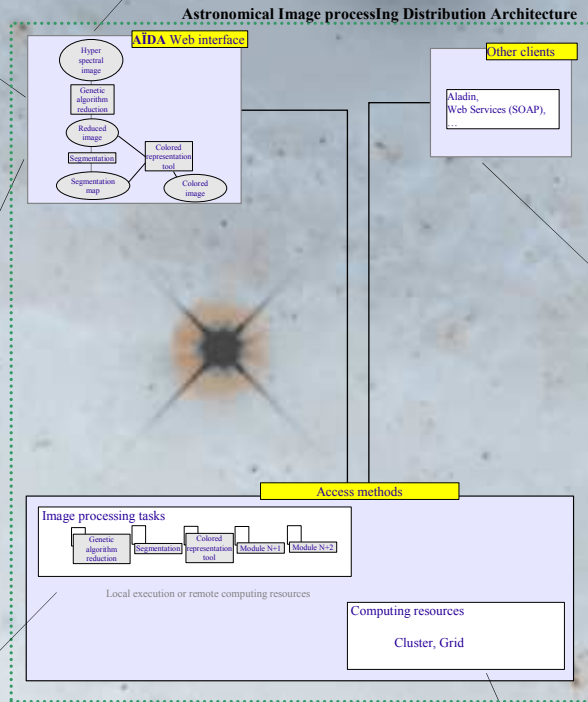 Astronomical Image processIng Distribution Architecture
AÏDA Web interface
Hyper
spectral
image
Genetic
algorithm
reduction
Reduced
image
Segmentation
Segmentation
map
Colored
representation
tool
Colored
image
Other clients
Aladin,
Web Services (SOAP),
…
Access methods
Image processing tasks
Genetic
algorithm
reduction
Segmentation
Colored
representation
tool
Module N+1
Module N+2
Local execution or remote computing resources
Computing resources
Cluster, Grid